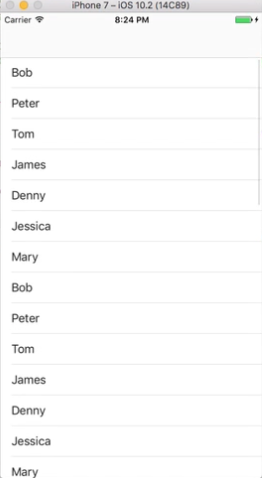 iPhone 7 – iOS 10.2 (14C89)
Carrier 8:24 PM
Bob
Peter
Tom
James
Denny
Jessica
Mary
Bob
Peter
Tom
James
Denny
Jessica
Mary